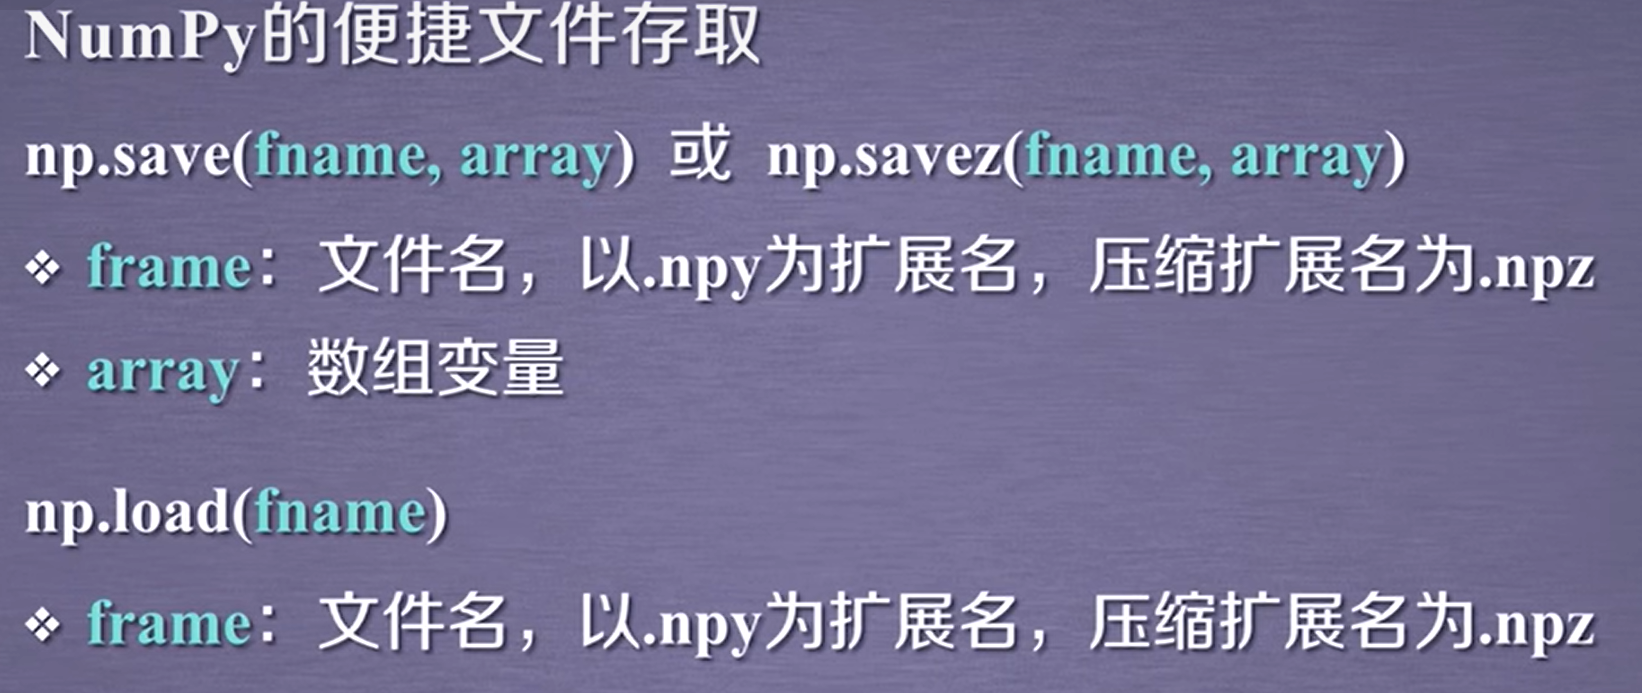 NumPy的便捷文件存取
np.save(fname, array) 或 np.savez(fname, array)
❖ frame：文件名，以.npy为扩展名，压缩扩展名为.npz
❖ array：数组变量
np.load(fname)
❖ frame：文件名，以.npy为扩展名，压缩扩展名为.npz